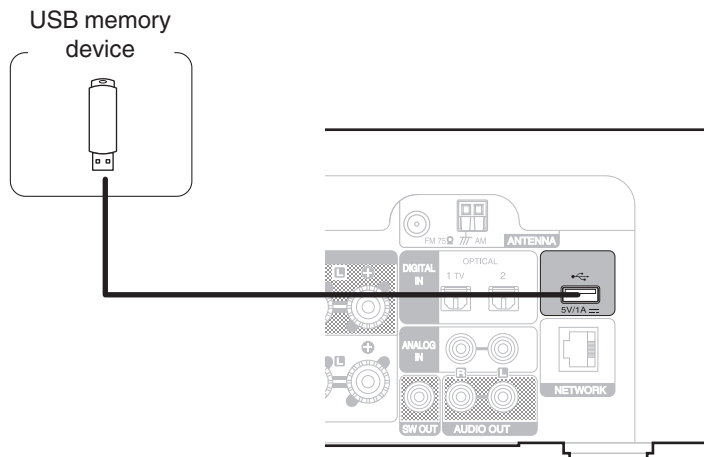 USB memory
device
FM 75Ω AM ANTENNA
DIGITAL
IN
OPTICAL
1 TV 2
5V/1A
L +
ANALOG
IN
L +
R L
NETWORK
SW OUT AUDIO OUT